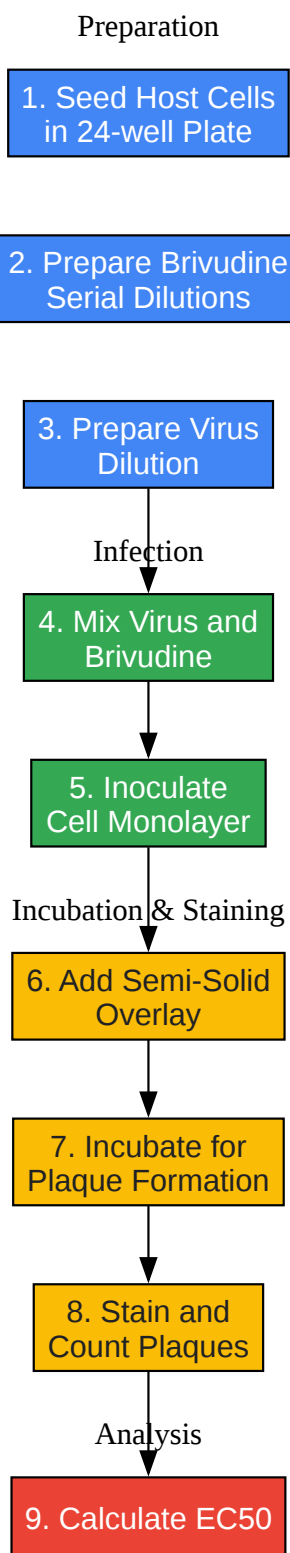 Preparation
1. Seed Host Cells
in 24-well Plate
2. Prepare Brivudine
Serial Dilutions
3. Prepare Virus
Dilution
Infection
4. Mix Virus and
Brivudine
5. Inoculate
Cell Monolayer
Incubation & Staining
6. Add Semi-Solid
Overlay
7. Incubate for
Plaque Formation
8. Stain and
Count Plaques
Analysis
9. Calculate EC50